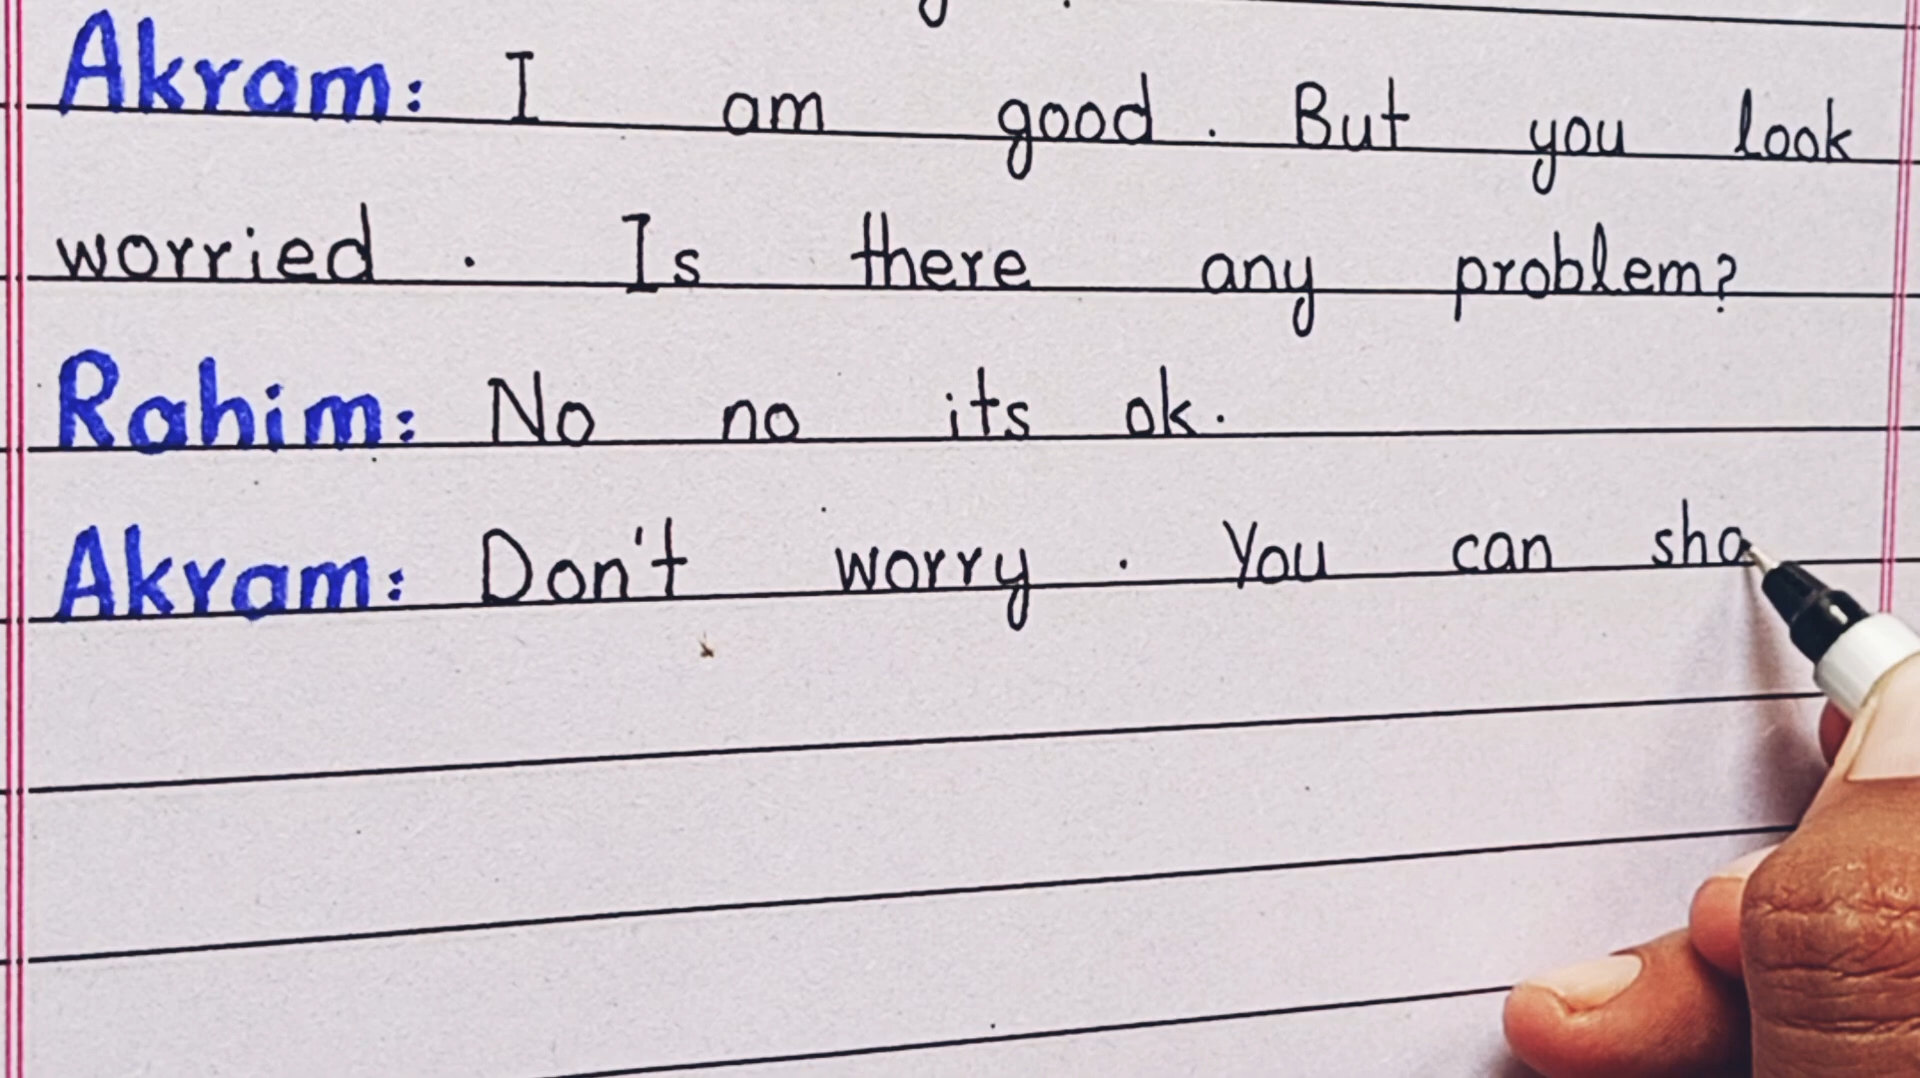 Akram: I am good. But you look
worried. Is there any problem?
Rahim: No no its ok.
Akram: Don't worry. You can sha